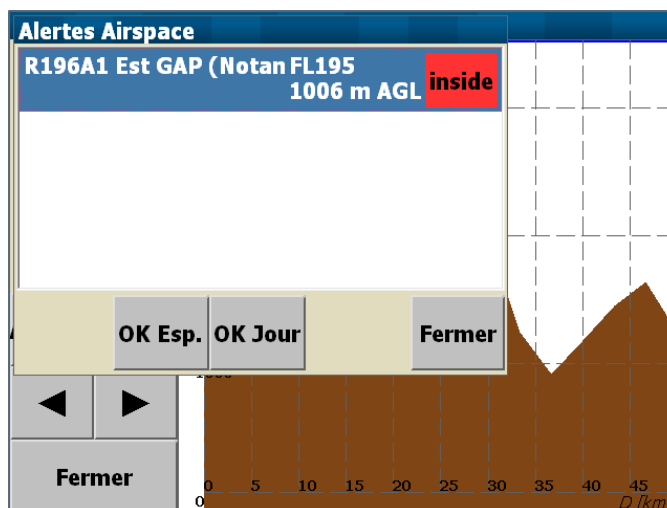 Alertes Airspace
R196A1 Est GAP (Notan FL195
1006 m AGL
inside
OK Esp. OK Jour Fermer
Fermer
0 5 10 15 20 25 30 35 40 45
0
D [km